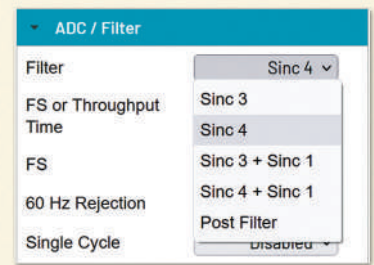 ADC / Filter
Filter
Sinc 4
FS or Throughput
Time
FS
60 Hz Rejection
Single Cycle
Sinc 3
Sinc 4
Sinc 3 + Sinc 1
Sinc 4 + Sinc 1
Post Filter
Disabled